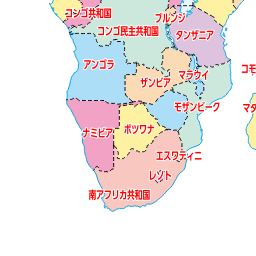 コンゴ共和国
ブルンジ
コンゴ民主共和国
タンザニア
アンゴラ
コモ
マラウイ
ザンビア
モザンビーク
マダ
ナミビア
ボツワナ
エスワティニ
レソト
南アフリカ共和国